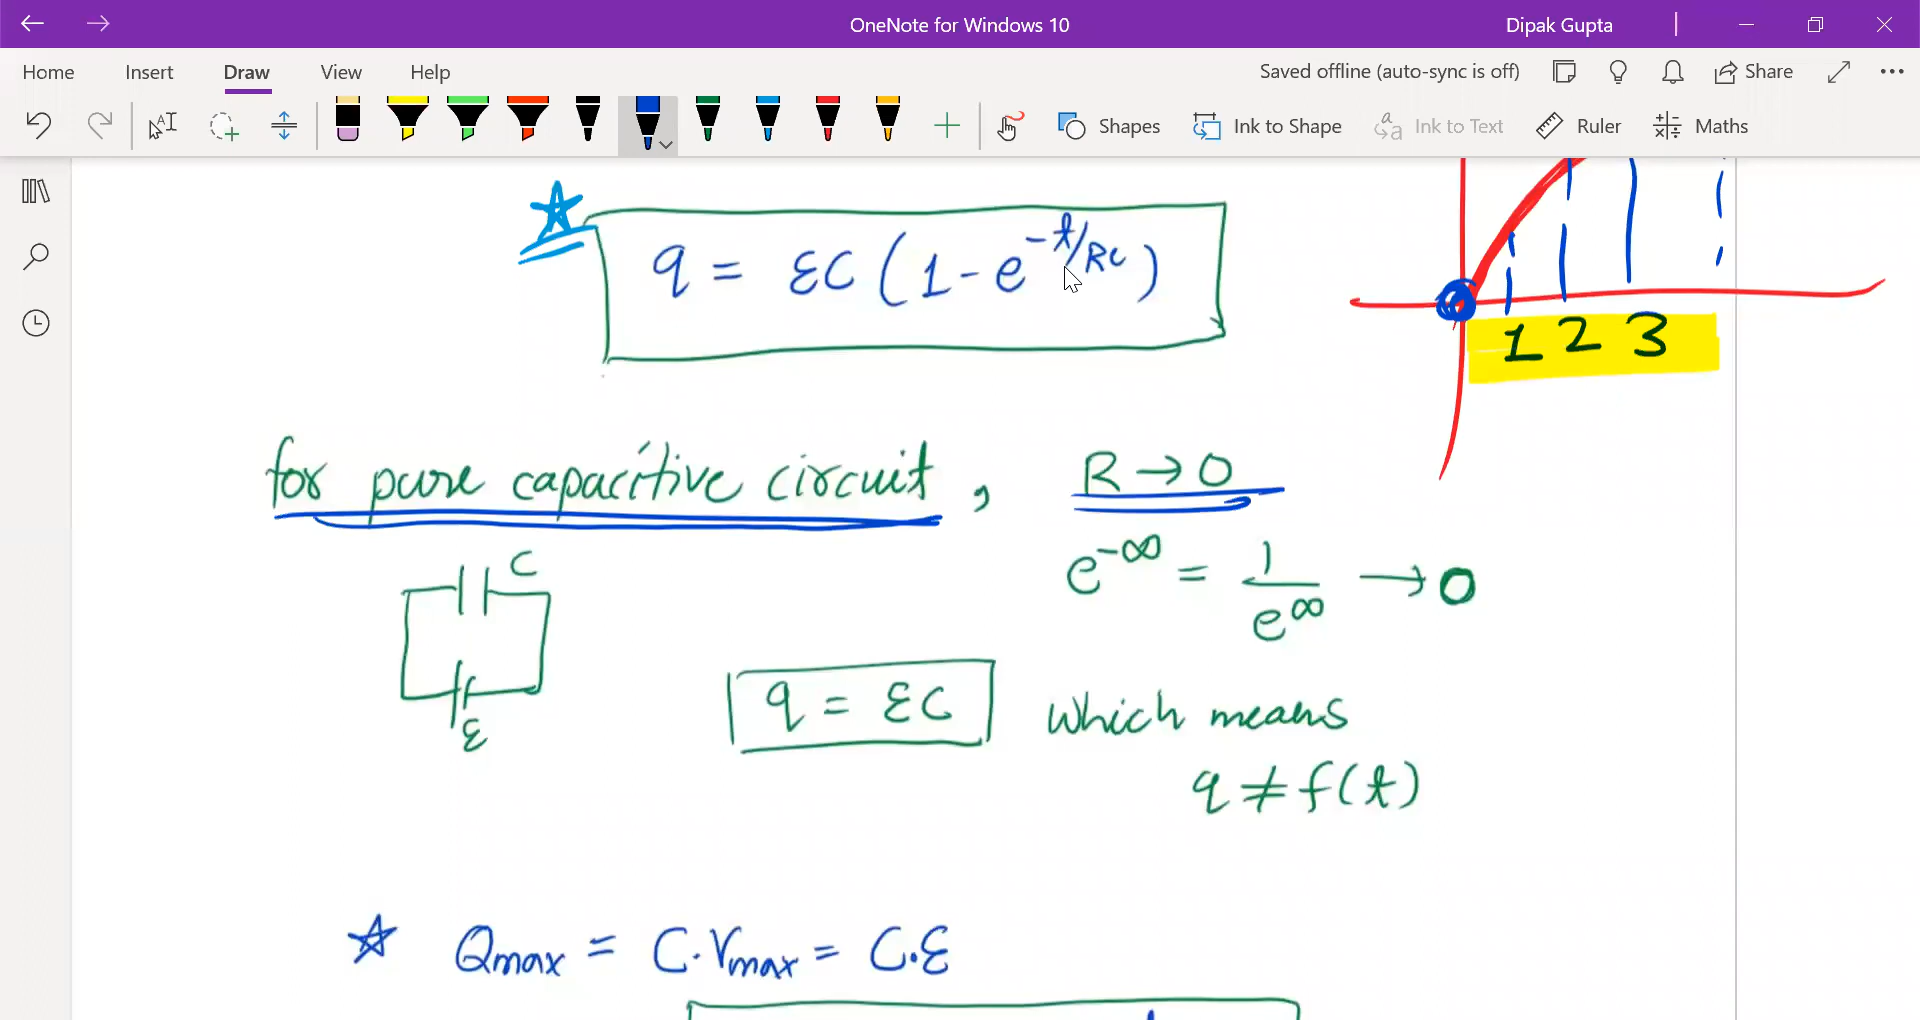 OneNote for Windows 10
Dipak Gupta
Home Insert Draw View Help
Saved offline (auto-sync is off) Share
Shapes Ink to Shape Ink to Text Ruler Maths
q = εC (1 - e^{-t/RC})
1 2 3
for pure capacitive circuit, R → 0
C
e^{-∞} = 1/e^∞ → 0
ε
q = εC which means
q ≠ f(t)
☆ Qmax = C.Vmax = C.ε